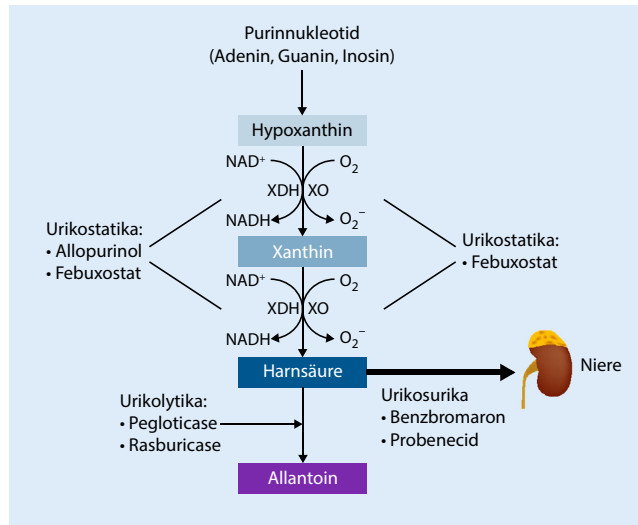 Purinnukleotid
(Adenin, Guanin, Inosin)
Hypoxanthin
NAD⁺
O₂
XDH
XO
NADH
O₂⁻
Urikostatika:
• Allopurinol
• Febuxostat
Xanthin
Urikostatika:
• Febuxostat
NAD⁺
O₂
XDH
XO
NADH
O₂⁻
Harnsäure
Niere
Urikosurika
• Benzbromaron
• Probenecid
Urikolytika:
• Pegloticase
• Rasburicase
Allantoin